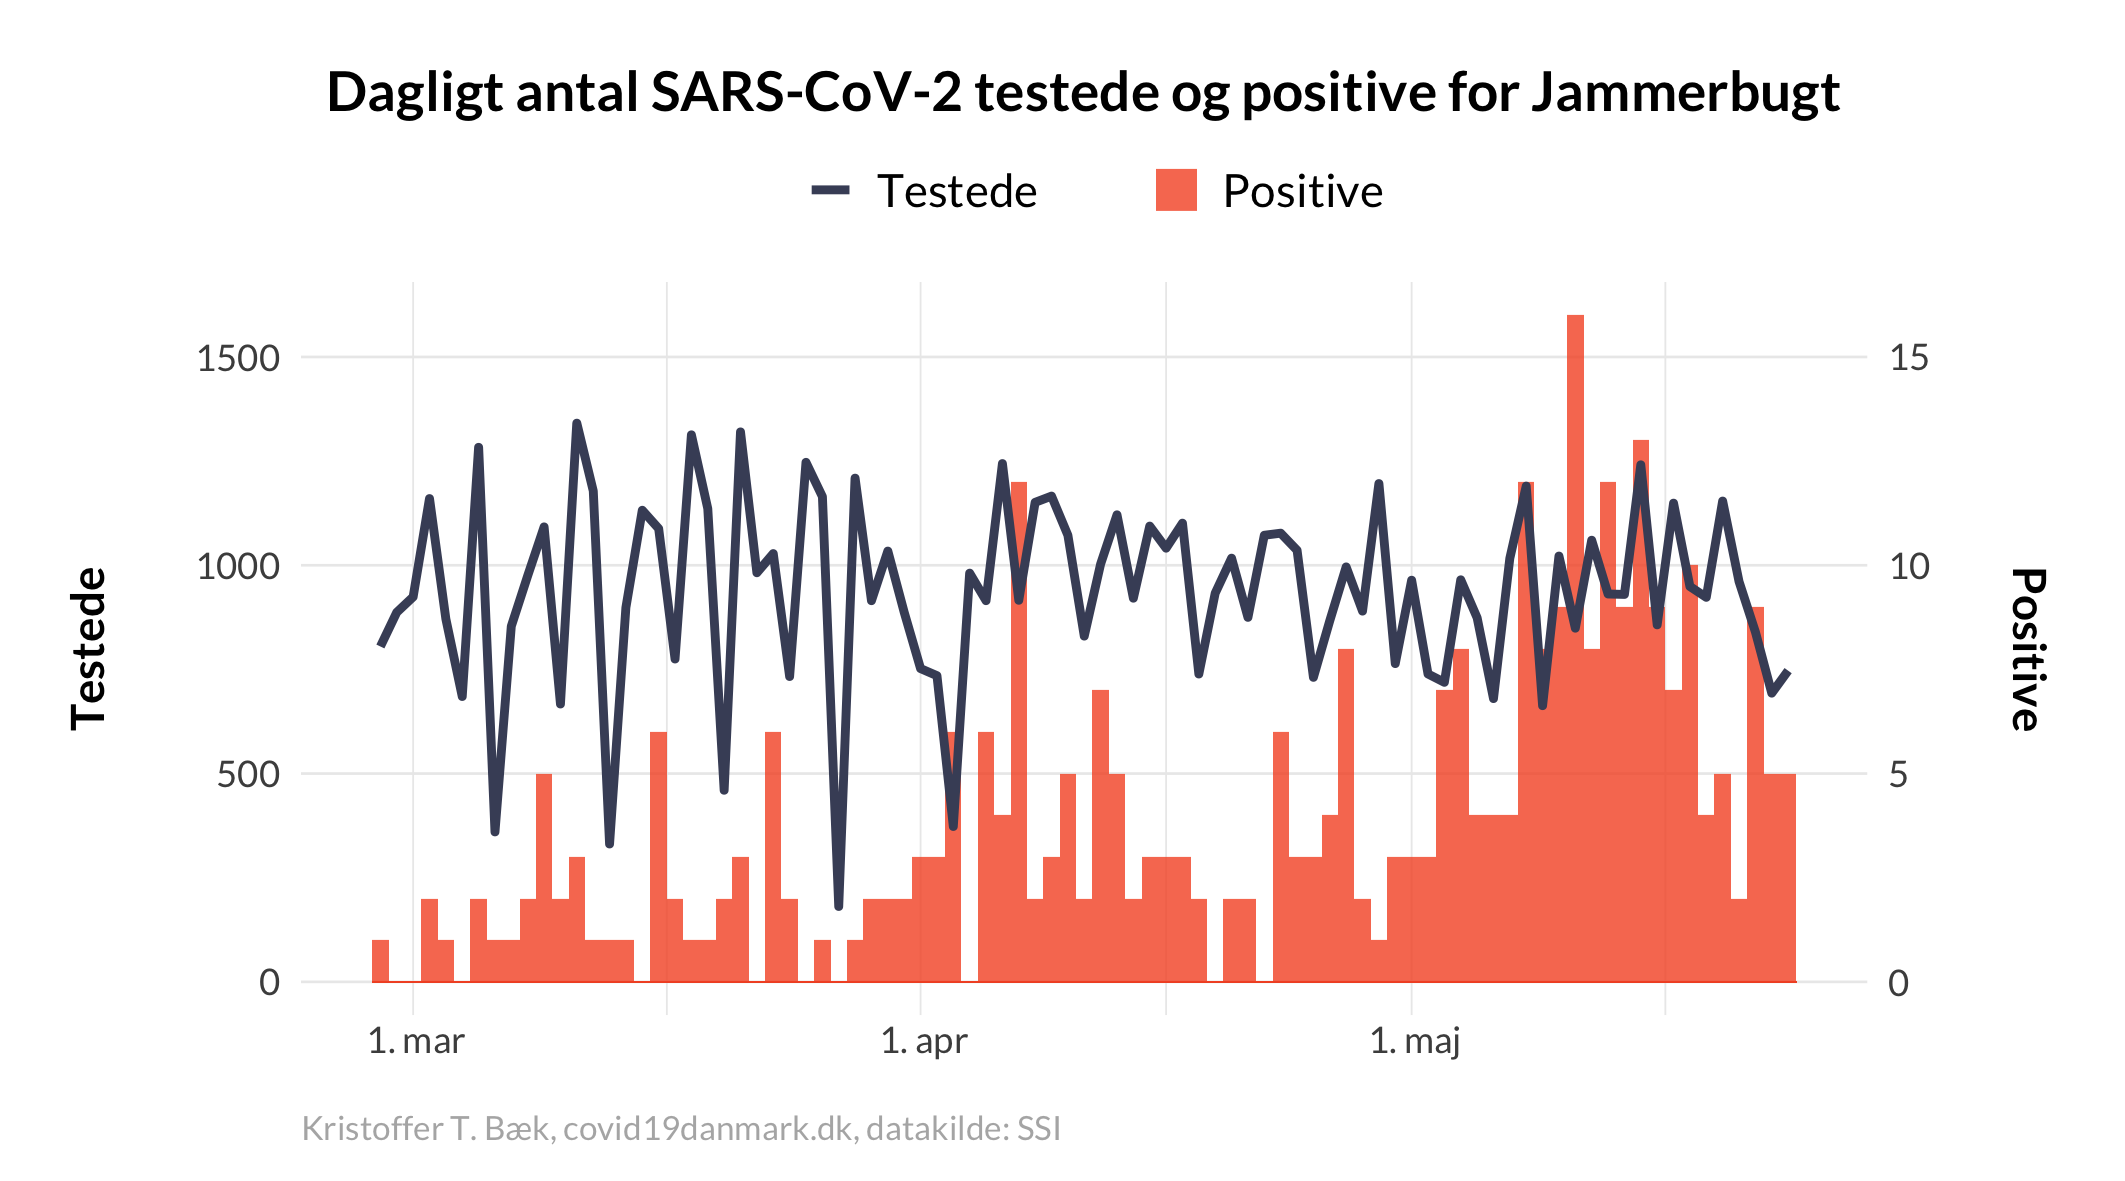 Dagligt antal SARS-CoV-2 testede og positive for Jammerbugt
Testede
Positive
1500
1000
500
0
15
10
5
0
Testede
Positive
1. mar
1. apr
1. maj
Kristoffer T. Bæk, covid19danmark.dk, datakilde: SSI